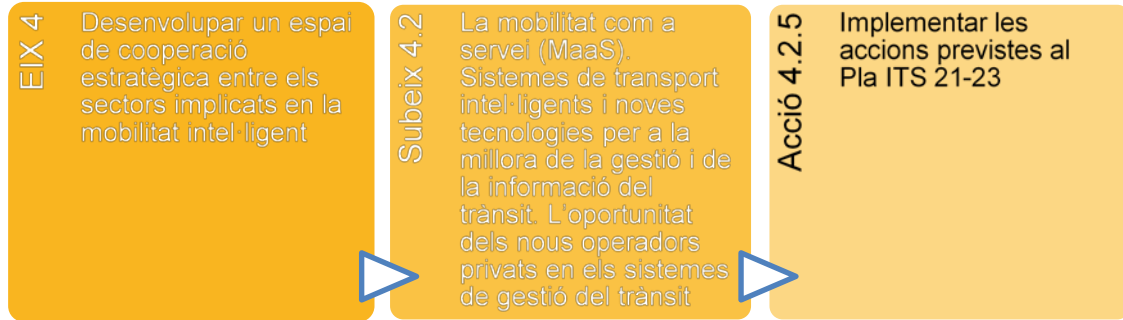 EIX 4
Desenvolupar un espai
de cooperació
estratègica entre els
sectors implicats en la
mobilitat intel·ligent
Subeix 4.2
La mobilitat com a
servei (MaaS).
Sistemes de transport
intel·ligents i noves
tecnologies per a la
millora de la gestió i de
la informació del
trànsit. L'oportunitat
dels nous operadors
privats en els sistemes
de gestió del trànsit
Acció 4.2.5
Implementar les
accions previstes al
Pla ITS 21-23